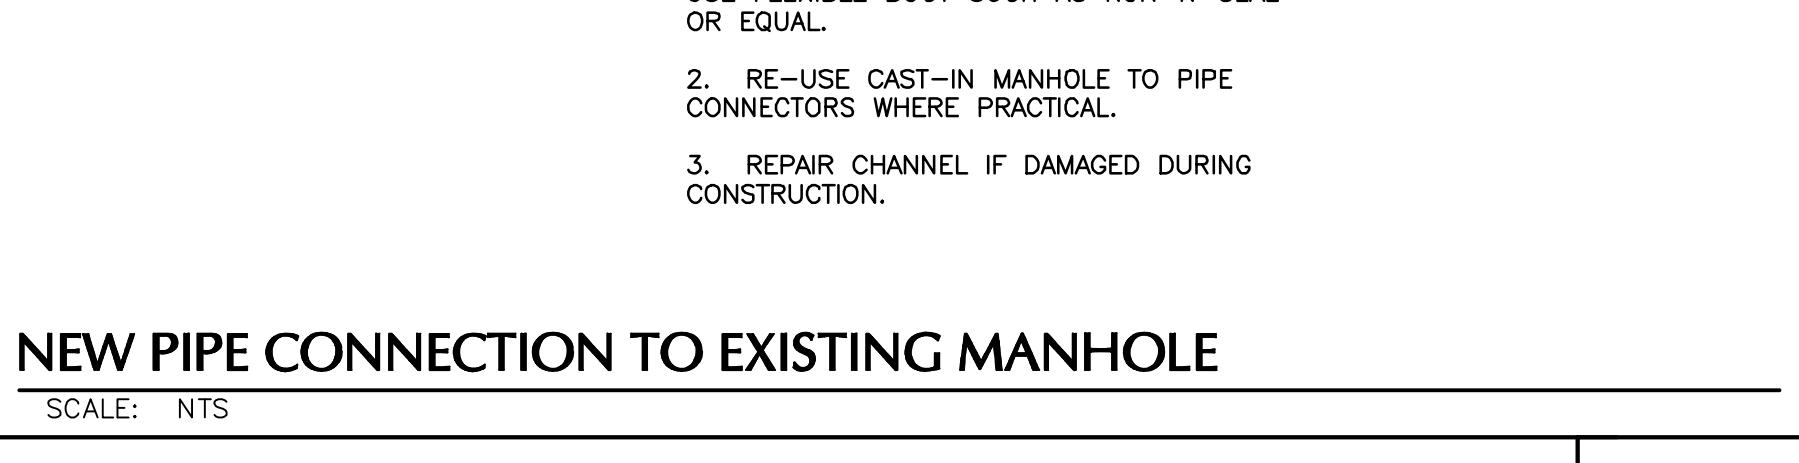 OR EQUAL.
2. RE-USE CAST-IN MANHOLE TO PIPE
CONNECTORS WHERE PRACTICAL.
3. REPAIR CHANNEL IF DAMAGED DURING
CONSTRUCTION.
NEW PIPE CONNECTION TO EXISTING MANHOLE
SCALE: NTS